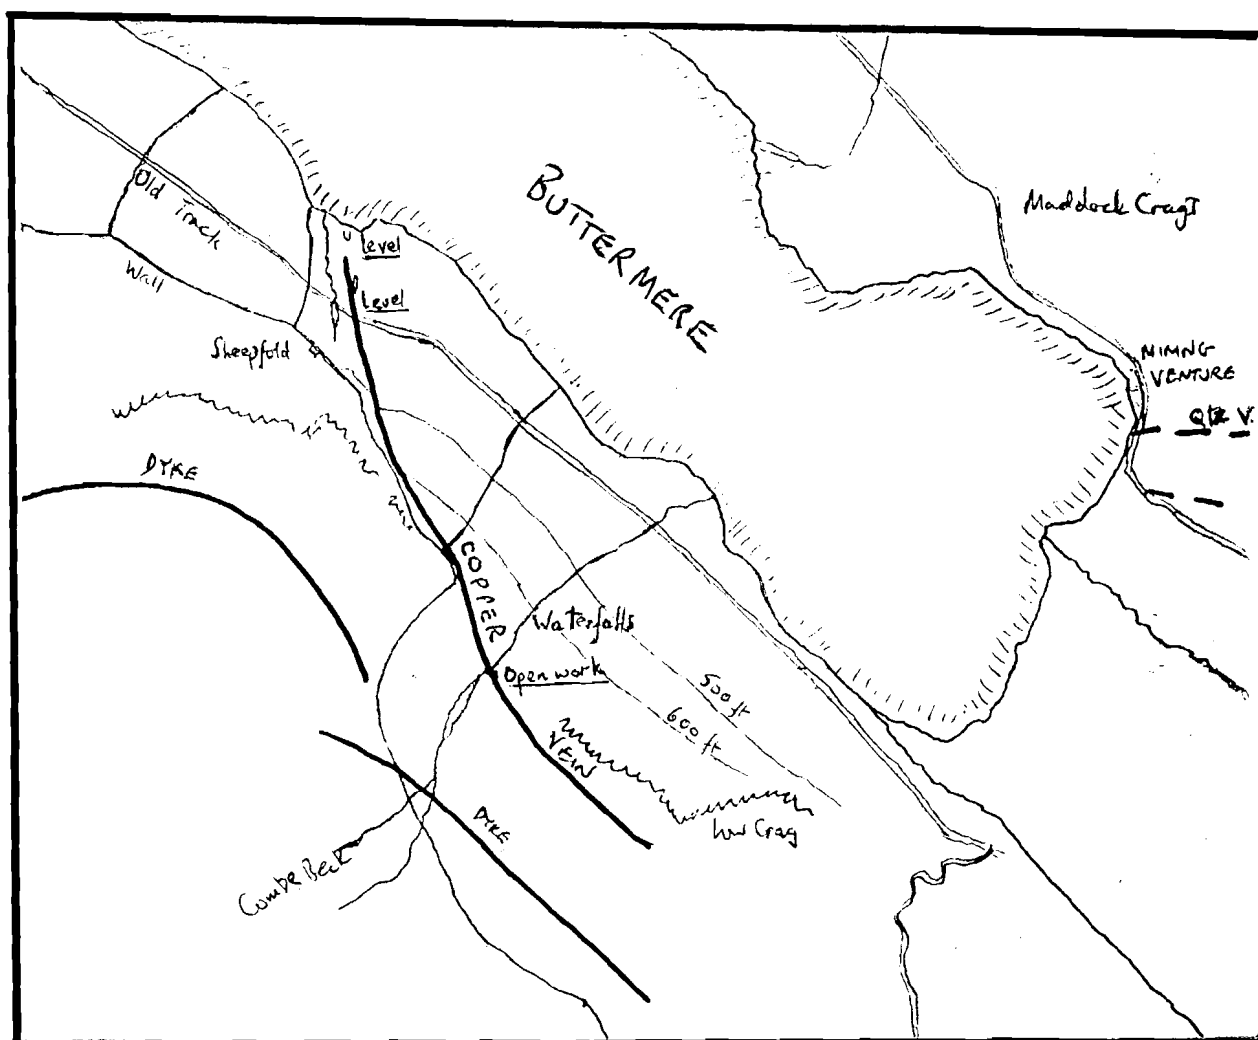 BUTTERMERE
Maddock Crags
Old Track
Level
Wall
Level
Sheepfold
MINING
VENTURE
Qtz V.
DYKE
COPPER
Waterfalls
Open work
500 ft
600 ft
VEIN
Low Crag
DYKE
Combe Beck